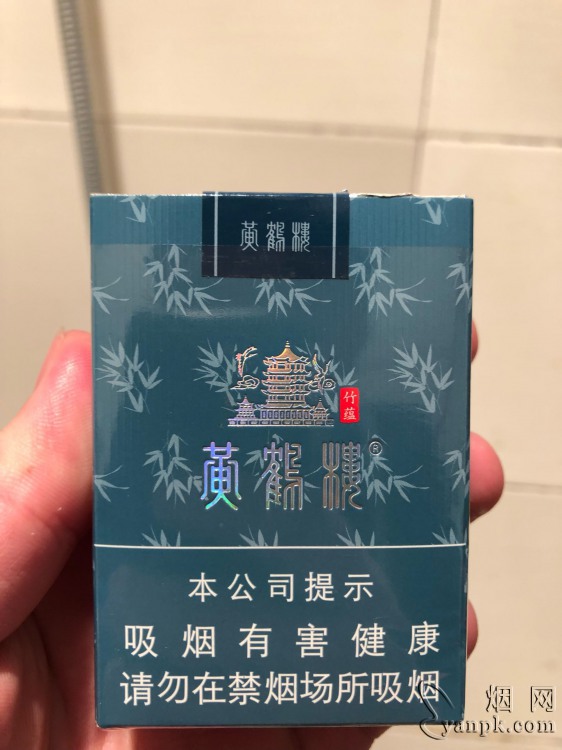 黄鹤楼
竹蕴
黄鹤楼®
本公司提示
吸烟有害健康
请勿在禁烟场所吸烟
烟网
yanpk.com